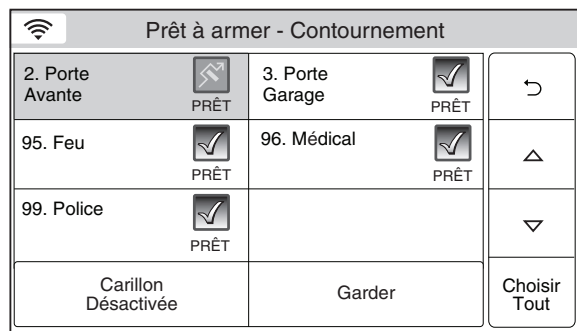 Prêt à armer - Contournement
2. Porte
Avante
PRÊT
3. Porte
Garage
PRÊT
95. Feu
PRÊT
96. Médical
PRÊT
99. Police
PRÊT
Carillon
Désactivée
Garder
Choisir
Tout